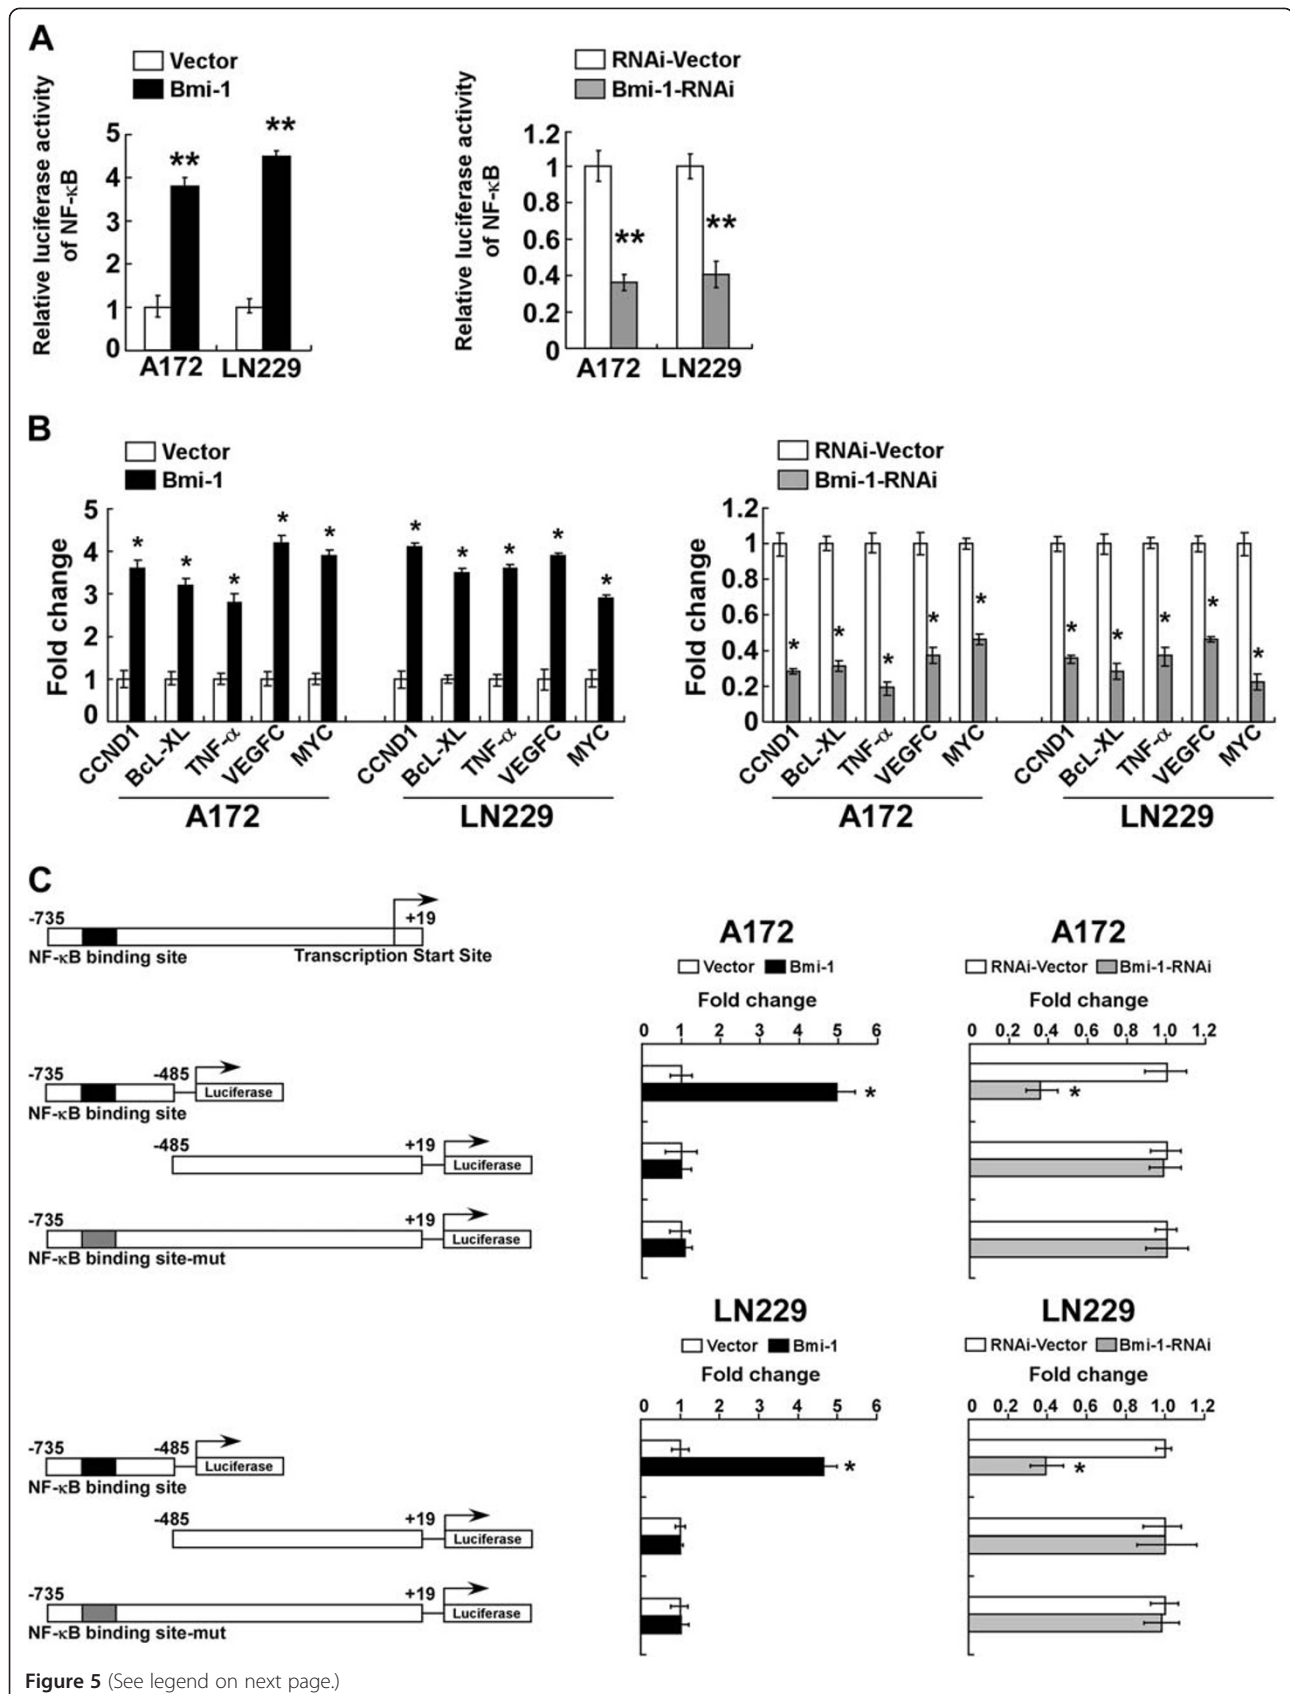 A
Vector
Bmi-1
Relative luciferase activity
of NF-κB
5
4
3
2
1
0
**
**
A172 LN229
RNAi-Vector
Bmi-1-RNAi
Relative luciferase activity
of NF-κB
1.2
1
0.8
0.6
0.4
0.2
0
**
**
A172 LN229
B
Vector
Bmi-1
Fold change
5
4
3
2
1
0
* * * * * * * * * *
CCND1 BcL-XL TNF-α VEGFC MYC CCND1 BcL-XL TNF-α VEGFC MYC
A172 LN229
RNAi-Vector
Bmi-1-RNAi
Fold change
1.2
1
0.8
0.6
0.4
0.2
0
* * * * * * * * * *
CCND1 BcL-XL TNF-α VEGFC MYC CCND1 BcL-XL TNF-α VEGFC MYC
A172 LN229
C
-735 +19
NF-κB binding site Transcription Start Site
-735 -485
Luciferase
NF-κB binding site
-485 +19
Luciferase
-735 +19
Luciferase
NF-κB binding site-mut
A172
Vector Bmi-1
Fold change
0 1 2 3 4 5 6
*
A172
RNAi-Vector Bmi-1-RNAi
Fold change
0 0.2 0.4 0.6 0.8 1.0 1.2
*
-735 -485
Luciferase
NF-κB binding site
-485 +19
Luciferase
-735 +19
Luciferase
NF-κB binding site-mut
LN229
Vector Bmi-1
Fold change
0 1 2 3 4 5 6
*
LN229
RNAi-Vector Bmi-1-RNAi
Fold change
0 0.2 0.4 0.6 0.8 1.0 1.2
*
Figure 5 (See legend on next page.)